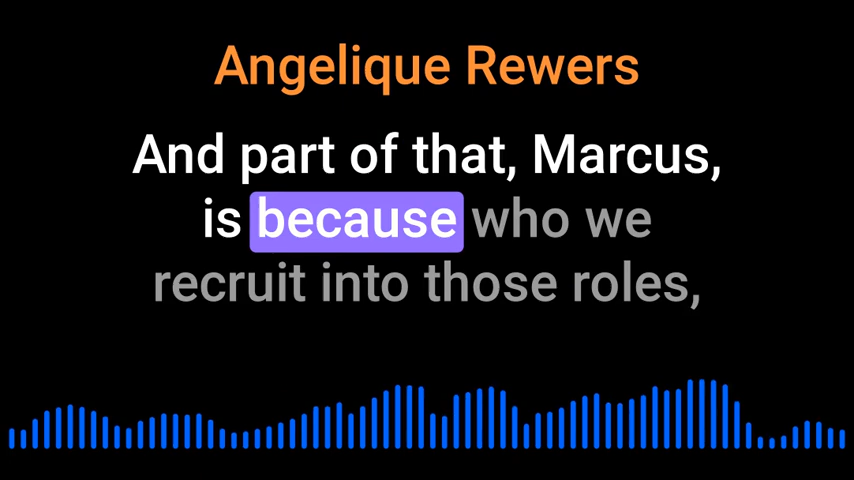 Angelique Rewers
And part of that, Marcus,
is because who we
recruit into those roles,